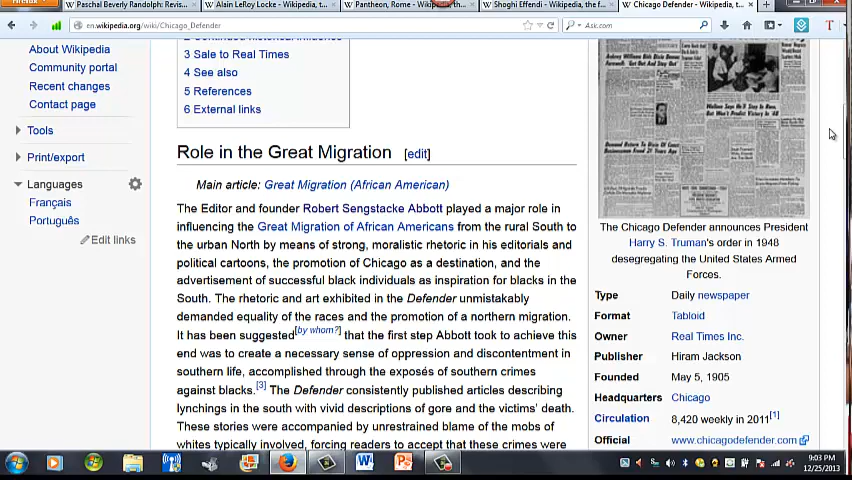 Paschal Beverly Randolph: Revis...
Alain LeRoy Locke - Wikipedia, t...
Pantheon, Rome - Wikipedia, the...
Shoghi Effendi - Wikipedia, the f...
Chicago Defender - Wikipedia, t...
en.wikipedia.org/wiki/Chicago_Defender
Ask.com
About Wikipedia
Community portal
Recent changes
Contact page
Tools
Print/export
Languages
Français
Português
Edit links
3 Sale to Real Times
4 See also
5 References
6 External links
Role in the Great Migration [edit]
Main article: Great Migration (African American)
The Editor and founder Robert Sengstacke Abbott played a major role in
influencing the Great Migration of African Americans from the rural South to
the urban North by means of strong, moralistic rhetoric in his editorials and
political cartoons, the promotion of Chicago as a destination, and the
advertisement of successful black individuals as inspiration for blacks in the
South. The rhetoric and art exhibited in the Defender unmistakably
demanded equality of the races and the promotion of a northern migration.
It has been suggested[by whom?] that the first step Abbott took to achieve this
end was to create a necessary sense of oppression and discontentment in
southern life, accomplished through the exposés of southern crimes
against blacks.[3] The Defender consistently published articles describing
lynchings in the south with vivid descriptions of gore and the victims' death.
These stories were accompanied by unrestrained blame of the mobs of
whites typically involved, forcing readers to accept that these crimes were
The Chicago Defender announces President
Harry S. Truman's order in 1948
desegregating the United States Armed
Forces.
Type Daily newspaper
Format Tabloid
Owner Real Times Inc.
Publisher Hiram Jackson
Founded May 5, 1905
Headquarters Chicago
Circulation 8,420 weekly in 2011[1]
Official www.chicagodefender.com
9:03 PM
12/25/2013